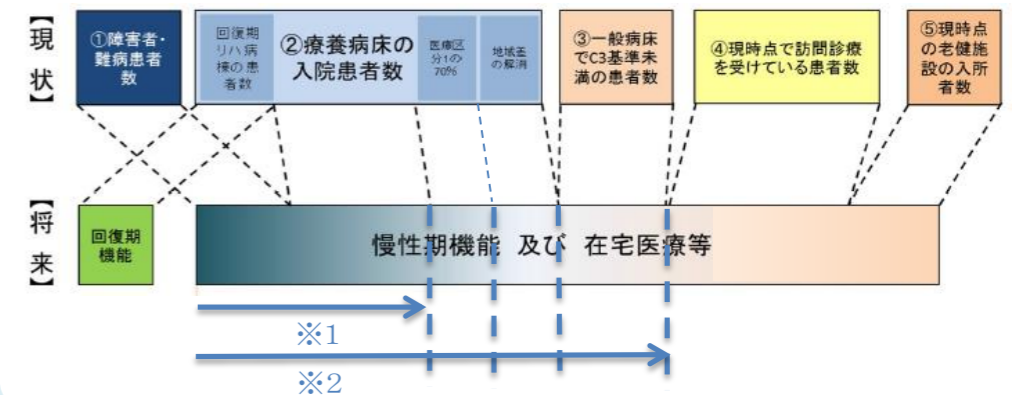 【現状】
①障害者・
難病患者
数
回復期
リハ病
棟の患
者数
②療養病床の
入院患者数
医療区
分1の
70%
地域差
の解消
③一般病床
でC3基準未
満の患者数
④現時点で訪問診療
を受けている患者数
⑤現時点
の老健施
設の入所
者数
【将来】
回復期
機能
慢性期機能 及び 在宅医療等
※1
※2